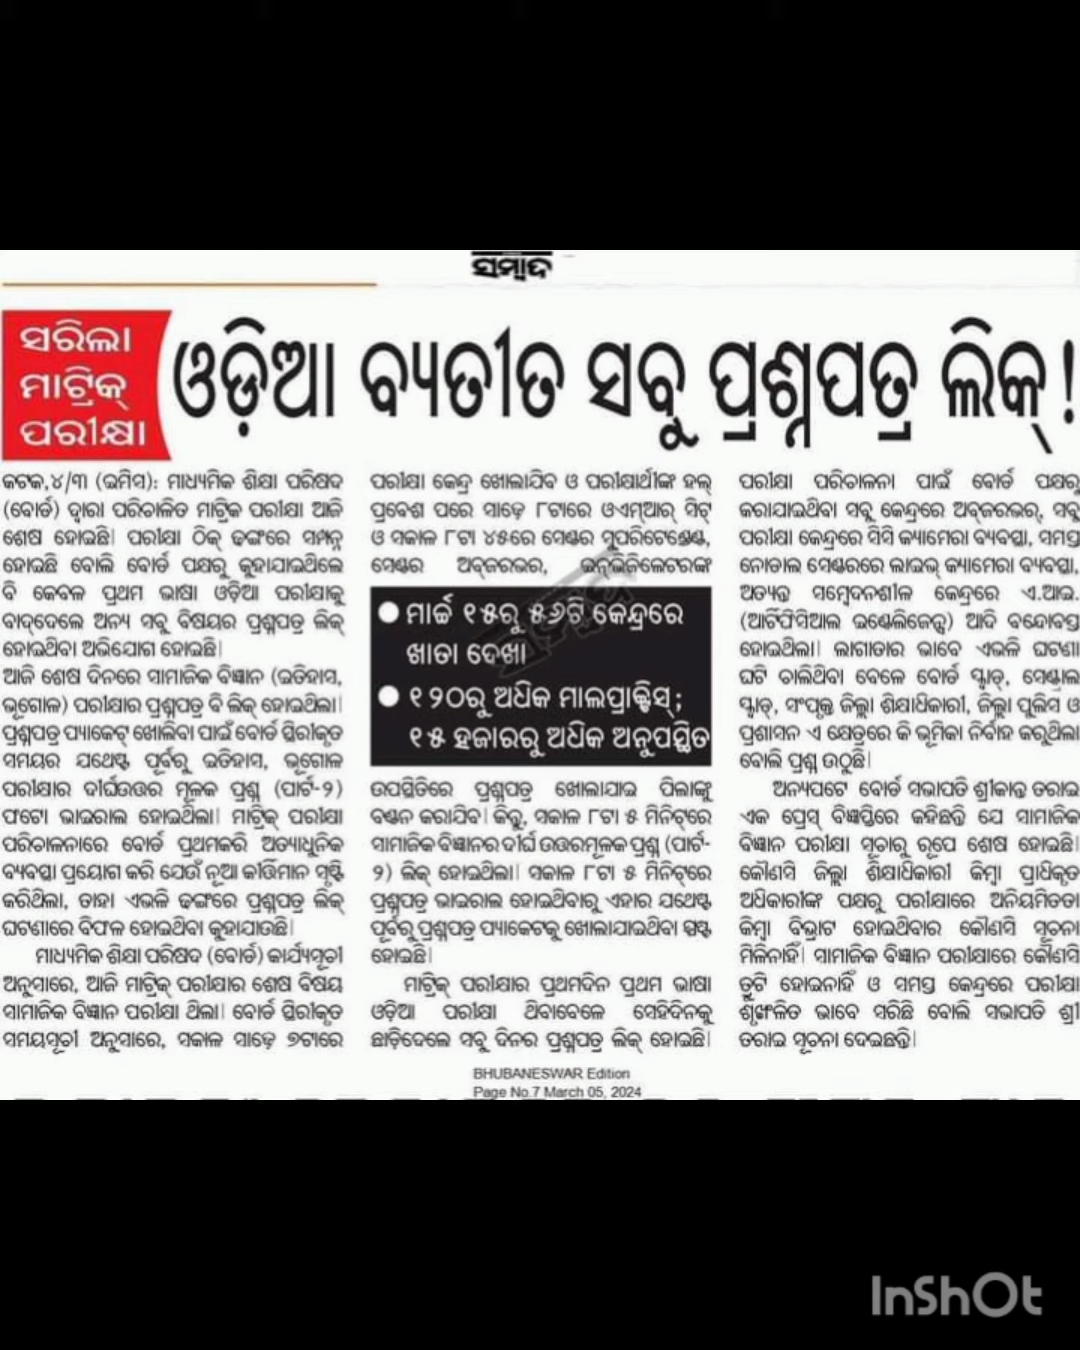 ସମ୍ବାଦ
ସରିଲା
ମାଟ୍ରିକ୍
ପରୀକ୍ଷା
ଓଡ଼ିଆ ବ୍ୟତୀତ ସବୁ ପ୍ରଶ୍ନପତ୍ର ଲିକ୍!
କଟକ,୪/୩ (ଇମିସ): ମାଧ୍ୟମିକ ଶିକ୍ଷା ପରିଷଦ
(ବୋର୍ଡ) ଦ୍ୱାରା ପରିଚାଳିତ ମାଟ୍ରିକ ପରୀକ୍ଷା ଆଜି
ଶେଷ ହୋଇଛି। ପରୀକ୍ଷା ଠିକ୍ ଢଙ୍ଗରେ ସମ୍ପନ୍ନ
ହୋଇଛି ବୋଲି ବୋର୍ଡ ପକ୍ଷରୁ କୁହାଯାଇଥିଲେ
ବି କେବଳ ପ୍ରଥମ ଭାଷା ଓଡ଼ିଆ ପରୀକ୍ଷାକୁ
ବାଦ୍‌ଦେଲେ ଅନ୍ୟ ସବୁ ବିଷୟର ପ୍ରଶ୍ନପତ୍ର ଲିକ୍
ହୋଇଥିବା ଅଭିଯୋଗ ହୋଇଛି।
ଆଜି ଶେଷ ଦିନରେ ସାମାଜିକ ବିଜ୍ଞାନ (ଇତିହାସ,
ଭୂଗୋଳ) ପରୀକ୍ଷାର ପ୍ରଶ୍ନପତ୍ର ବି ଲିକ୍ ହୋଇଥିଲା।
ପ୍ରଶ୍ନପତ୍ର ପ୍ୟାକେଟ୍ ଖୋଲିବା ପାଇଁ ବୋର୍ଡ ସ୍ଥିରୀକୃତ
ସମୟର ଯଥେଷ୍ଟ ପୂର୍ବରୁ ଇତିହାସ, ଭୂଗୋଳ
ପରୀକ୍ଷାର ଦୀର୍ଘଉତ୍ତର ମୂଳକ ପ୍ରଶ୍ନ (ପାର୍ଟ-୨)
ଫଟୋ ଭାଇରାଲ ହୋଇଥିଲା। ମାଟ୍ରିକ୍ ପରୀକ୍ଷା
ପରିଚାଳନାରେ ବୋର୍ଡ ପ୍ରଥମକରି ଅତ୍ୟାଧୁନିକ
ବ୍ୟବସ୍ଥା ପ୍ରୟୋଗ କରି ଯେଉଁ ନୂଆ କୀର୍ତ୍ତିମାନ ସୃଷ୍ଟି
କରିଥିଲା, ତାହା ଏଭଳି ଢଙ୍ଗରେ ପ୍ରଶ୍ନପତ୍ର ଲିକ୍
ଘଟଣାରେ ବିଫଳ ହୋଇଥିବା କୁହାଯାଉଛି।
ମାଧ୍ୟମିକ ଶିକ୍ଷା ପରିଷଦ (ବୋର୍ଡ) କାର୍ଯ୍ୟସୂଚୀ
ଅନୁସାରେ, ଆଜି ମାଟ୍ରିକ୍ ପରୀକ୍ଷାର ଶେଷ ବିଷୟ
ସାମାଜିକ ବିଜ୍ଞାନ ପରୀକ୍ଷା ଥିଲା। ବୋର୍ଡ ସ୍ଥିରୀକୃତ
ସମୟସୂଚୀ ଅନୁସାରେ, ସକାଳ ସାଢ଼େ ୭ଟାରେ
ପରୀକ୍ଷା କେନ୍ଦ୍ର ଖୋଲାଯିବ ଓ ପରୀକ୍ଷାର୍ଥୀଙ୍କ ହଲ୍
ପ୍ରବେଶ ପରେ ସାଢ଼େ ୮ଟାରେ ଓଏମ୍‌ଆର୍ ସିଟ୍
ଓ ସକାଳ ୮ଟା ୪୫ରେ ସେଣ୍ଟର ସୁପରିଟେଣ୍ଡେଣ୍ଟ,
ସେଣ୍ଟର ଅବ୍‌ଜରଭର, ଇନ୍‌ଭିଜିଲେଟରଙ୍କ
● ମାର୍ଚ୍ଚ ୧୫ରୁ ୫୬ଟି କେନ୍ଦ୍ରରେ
ଖାତା ଦେଖା
● ୧୨୦ରୁ ଅଧିକ ମାଲପ୍ରାକ୍ଟିସ୍;
୧୫ ହଜାରରୁ ଅଧିକ ଅନୁପସ୍ଥିତ
ଉପସ୍ଥିତିରେ ପ୍ରଶ୍ନପତ୍ର ଖୋଲାଯାଇ ପିଲାଙ୍କୁ
ବଣ୍ଟନ କରାଯିବ। କିନ୍ତୁ, ସକାଳ ୮ଟା ୫ ମିନିଟ୍‌ରେ
ସାମାଜିକ ବିଜ୍ଞାନର ଦୀର୍ଘ ଉତ୍ତରମୂଳକ ପ୍ରଶ୍ନ (ପାର୍ଟ-
୨) ଲିକ୍ ହୋଇଥିଲା। ସକାଳ ୮ଟା ୫ ମିନିଟ୍‌ରେ
ପ୍ରଶ୍ନପତ୍ର ଭାଇରାଲ ହୋଇଥିବାରୁ ଏହାର ଯଥେଷ୍ଟ
ପୂର୍ବରୁ ପ୍ରଶ୍ନପତ୍ର ପ୍ୟାକେଟକୁ ଖୋଲାଯାଇଥିବା ସ୍ପଷ୍ଟ
ହୋଇଛି।
ମାଟ୍ରିକ୍ ପରୀକ୍ଷାର ପ୍ରଥମଦିନ ପ୍ରଥମ ଭାଷା
ଓଡ଼ିଆ ପରୀକ୍ଷା ଥିବାବେଳେ ସେହିଦିନକୁ
ଛାଡ଼ିଦେଲେ ସବୁ ଦିନର ପ୍ରଶ୍ନପତ୍ର ଲିକ୍ ହୋଇଛି।
ପରୀକ୍ଷା ପରିଚାଳନା ପାଇଁ ବୋର୍ଡ ପକ୍ଷରୁ
କରାଯାଇଥିବା ସବୁ କେନ୍ଦ୍ରରେ ଅବ୍‌ଜରଭର, ସବୁ
ପରୀକ୍ଷା କେନ୍ଦ୍ରରେ ସିସି କ୍ୟାମେରା ବ୍ୟବସ୍ଥା, ସମସ୍ତ
ନୋଡାଲ ସେଣ୍ଟରରେ ଲାଇଭ୍ କ୍ୟାମେରା ବ୍ୟବସ୍ଥା,
ଅତ୍ୟନ୍ତ ସମ୍ବେଦନଶୀଳ କେନ୍ଦ୍ରରେ ଏ.ଆଇ.
(ଆର୍ଟିଫିସିଆଲ ଇଣ୍ଟେଲିଜେନ୍ସ) ଆଦି ବନ୍ଦୋବସ୍ତ
ହୋଇଥିଲା। ଲାଗାତାର ଭାବେ ଏଭଳି ଘଟଣା
ଘଟି ଚାଲିଥିବା ବେଳେ ବୋର୍ଡ ସ୍କ୍ୱାଡ୍, ସେଣ୍ଟ୍ରାଲ
ସ୍କ୍ୱାଡ୍, ସଂପୃକ୍ତ ଜିଲ୍ଲା ଶିକ୍ଷାଧିକାରୀ, ଜିଲ୍ଲା ପୁଲିସ ଓ
ପ୍ରଶାସନ ଏ କ୍ଷେତ୍ରରେ କି ଭୂମିକା ନିର୍ବାହ କରୁଥିଲା
ବୋଲି ପ୍ରଶ୍ନ ଉଠୁଛି।
ଅନ୍ୟପଟେ ବୋର୍ଡ ସଭାପତି ଶ୍ରୀକାନ୍ତ ତରାଇ
ଏକ ପ୍ରେସ୍ ବିଜ୍ଞପ୍ତିରେ କହିଛନ୍ତି ଯେ ସାମାଜିକ
ବିଜ୍ଞାନ ପରୀକ୍ଷା ସୂଚାରୁ ରୂପେ ଶେଷ ହୋଇଛି।
କୌଣସି ଜିଲ୍ଲା ଶିକ୍ଷାଧିକାରୀ କିମ୍ବା ପ୍ରାଧିକୃତ
ଅଧିକାରୀଙ୍କ ପକ୍ଷରୁ ପରୀକ୍ଷାରେ ଅନିୟମିତତା
କିମ୍ବା ବିଭ୍ରାଟ ହୋଇଥିବାର କୌଣସି ସୂଚନା
ମିଳିନାହିଁ। ସାମାଜିକ ବିଜ୍ଞାନ ପରୀକ୍ଷାରେ କୌଣସି
ତ୍ରୁଟି ହୋଇନାହିଁ ଓ ସମସ୍ତ କେନ୍ଦ୍ରରେ ପରୀକ୍ଷା
ଶୃଙ୍ଖଳିତ ଭାବେ ସରିଛି ବୋଲି ସଭାପତି ଶ୍ରୀ
ତରାଇ ସୂଚନା ଦେଇଛନ୍ତି।
BHUBANESWAR Edition
Page No.7 March 05, 2024
InShOt